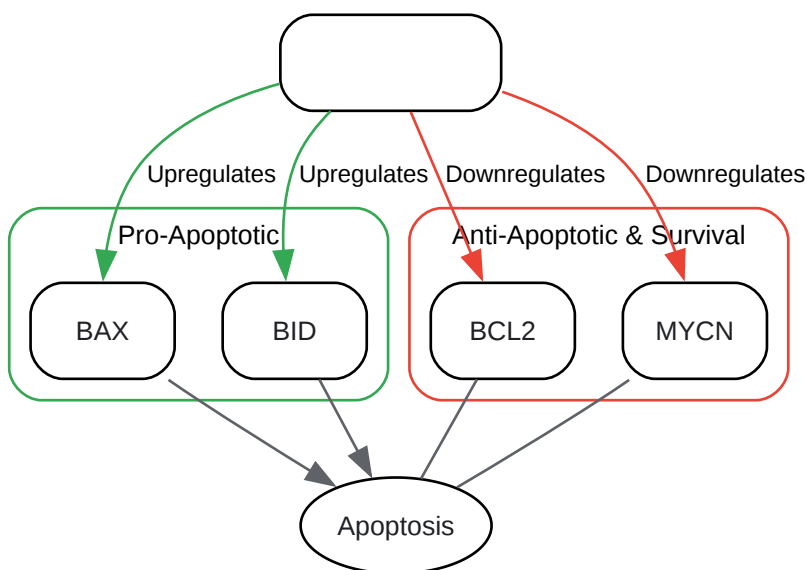 Upregulates
Upregulates
Downregulates
Downregulates
Pro-Apoptotic
Anti-Apoptotic & Survival
BAX
BID
BCL2
MYCN
Apoptosis